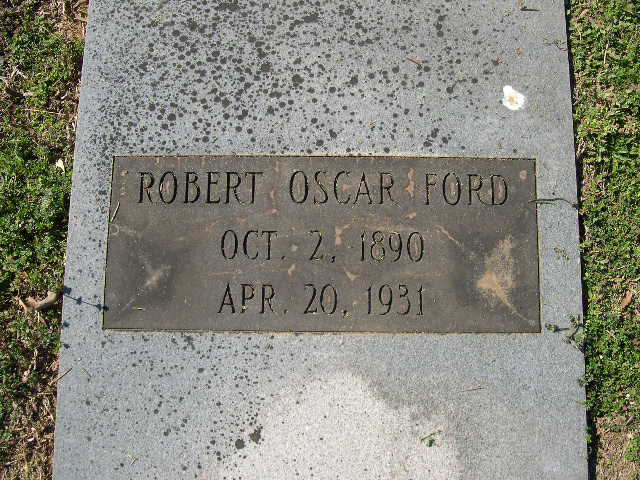 ROBERT OSCAR FORD
OCT. 2, 1890
APR. 20, 1931